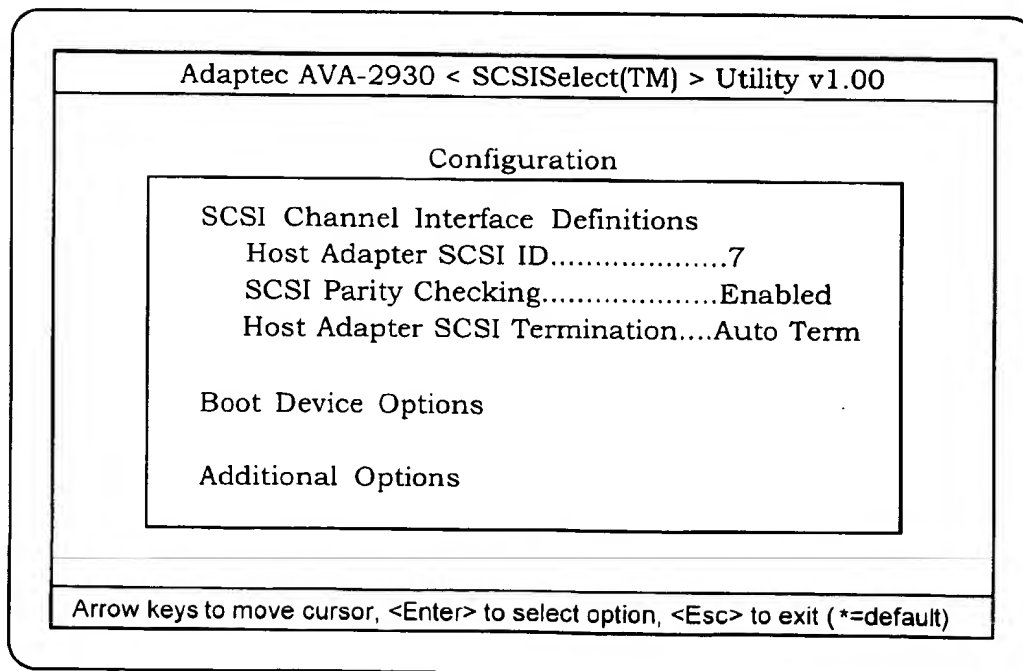 Adaptec AVA-2930 < SCSISelect(TM) > Utility v1.00
Configuration
SCSI Channel Interface Definitions
Host Adapter SCSI ID....................7
SCSI Parity Checking....................Enabled
Host Adapter SCSI Termination....Auto Term
Boot Device Options
Additional Options
Arrow keys to move cursor, <Enter> to select option, <Esc> to exit (*=default)